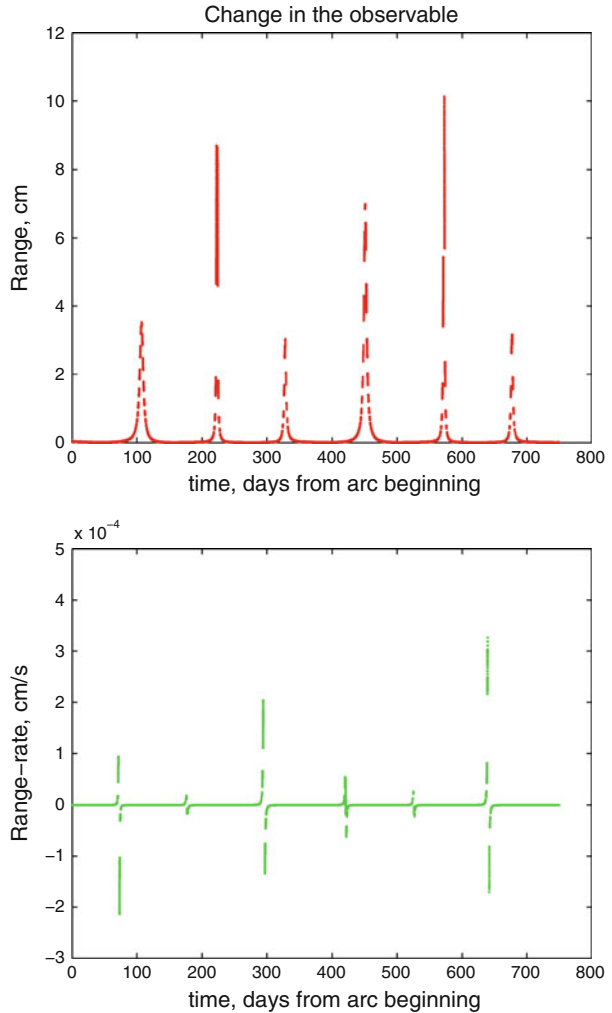 Change in the observable
12
10
8
6
4
2
0
Range, cm
0 100 200 300 400 500 600 700 800
time, days from arc beginning
x 10⁻⁴
5
4
3
2
1
0
−1
−2
−3
Range−rate, cm/s
0 100 200 300 400 500 600 700 800
time, days from arc beginning